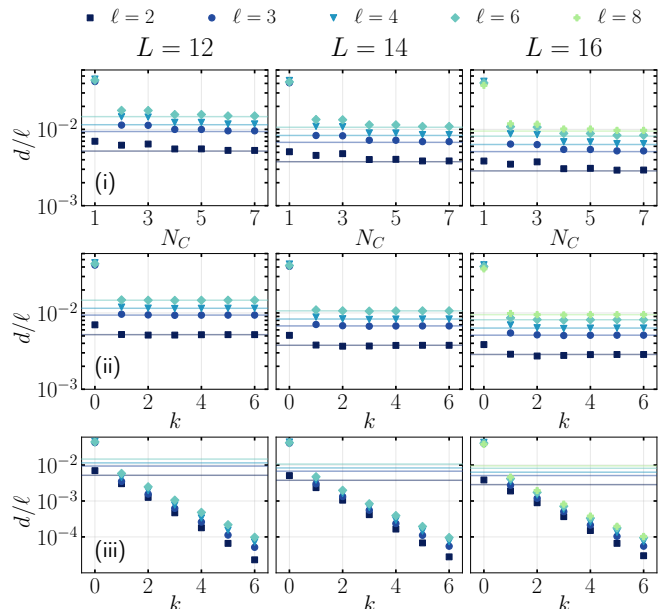 ℓ = 2 ℓ = 3 ℓ = 4 ℓ = 6 ℓ = 8
L = 12 L = 14 L = 16
d/ℓ
10⁻²
10⁻³
(i)
1 3 5 7 1 3 5 7 1 3 5 7
N_C N_C N_C
d/ℓ
10⁻²
10⁻³
(ii)
0 2 4 6 0 2 4 6 0 2 4 6
k k k
d/ℓ
10⁻²
10⁻³
10⁻⁴
(iii)
0 2 4 6 0 2 4 6 0 2 4 6
k k k